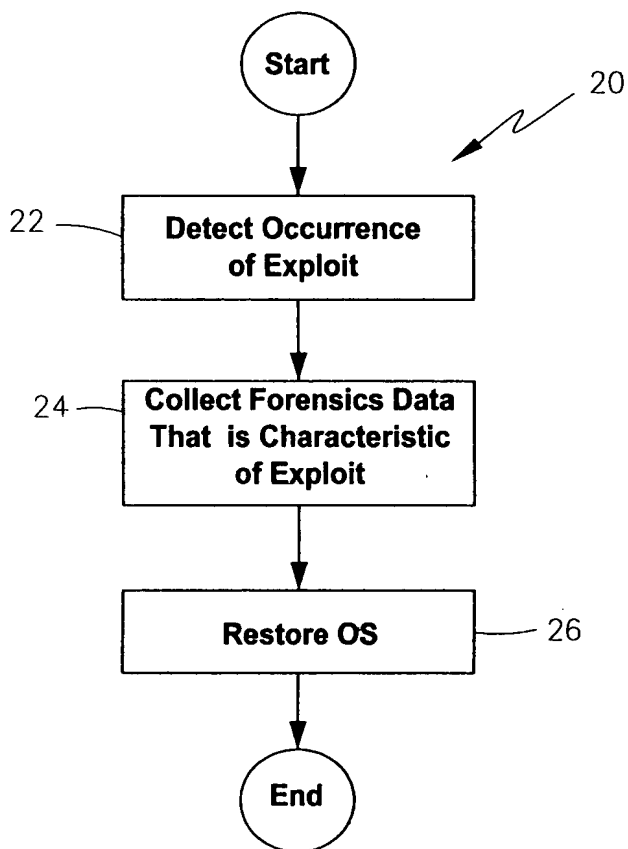 Start
20
22
Detect Occurrence
of Exploit
24
Collect Forensics Data
That is Characteristic
of Exploit
Restore OS
26
End